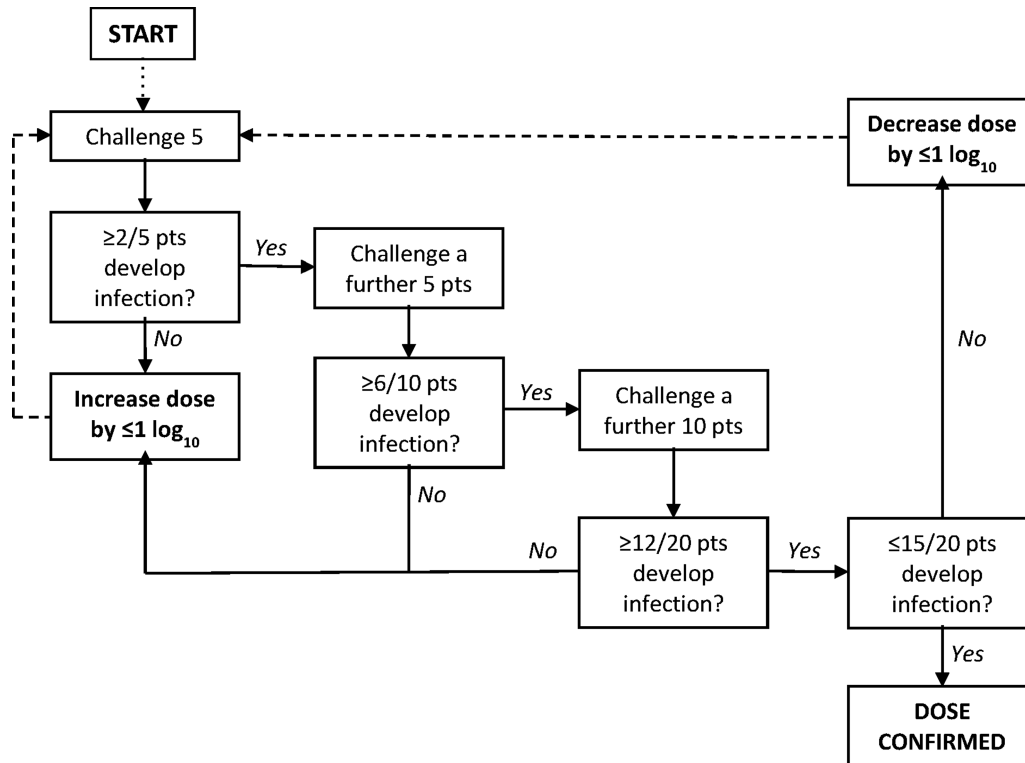 START
Challenge 5
Decrease dose
by ≤1 log10
≥2/5 pts
develop
infection?
Yes
Challenge a
further 5 pts
No
No
Increase dose
by ≤1 log10
≥6/10 pts
develop
infection?
Yes
Challenge a
further 10 pts
No
≥12/20 pts
develop
infection?
No
Yes
≤15/20 pts
develop
infection?
Yes
DOSE
CONFIRMED